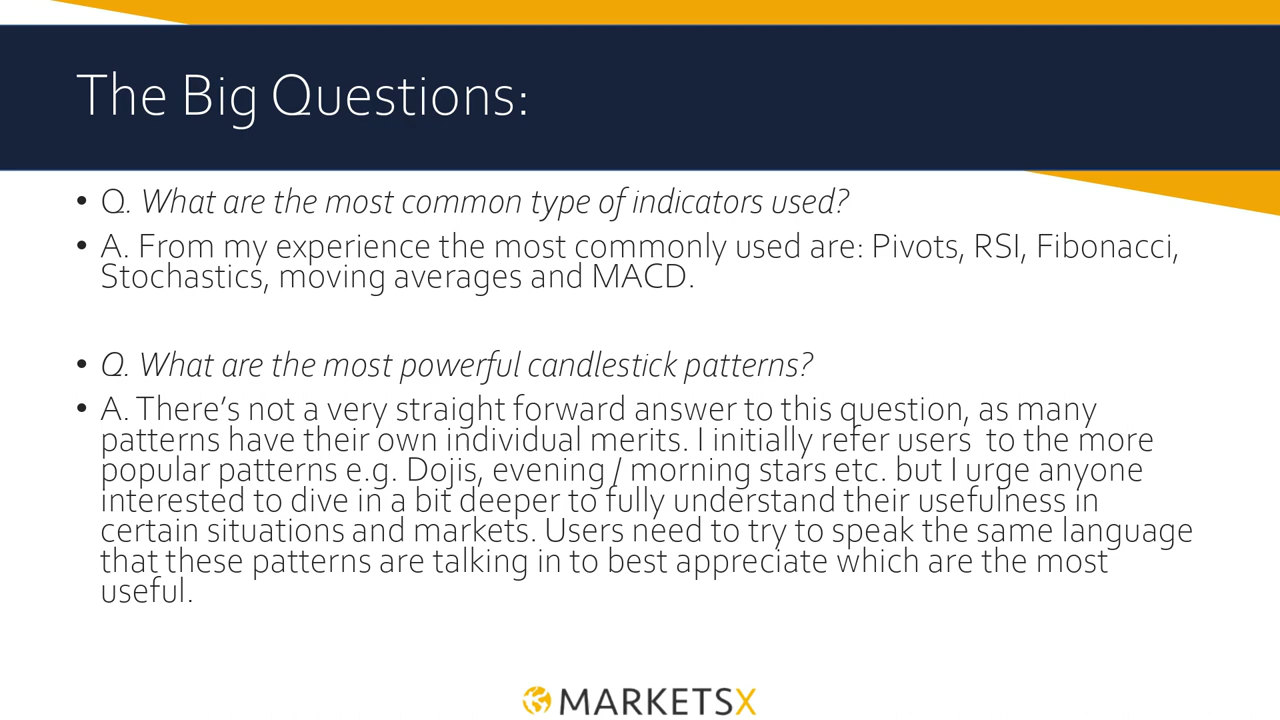 The Big Questions:
• Q. What are the most common type of indicators used?
• A. From my experience the most commonly used are: Pivots, RSI, Fibonacci,
Stochastics, moving averages and MACD.
• Q. What are the most powerful candlestick patterns?
• A. There’s not a very straight forward answer to this question, as many
patterns have their own individual merits. I initially refer users  to the more
popular patterns e.g. Dojis, evening / morning stars etc. but I urge anyone
interested to dive in a bit deeper to fully understand their usefulness in
certain situations and markets. Users need to try to speak the same language
that these patterns are talking in to best appreciate which are the most
useful.
MARKETSX